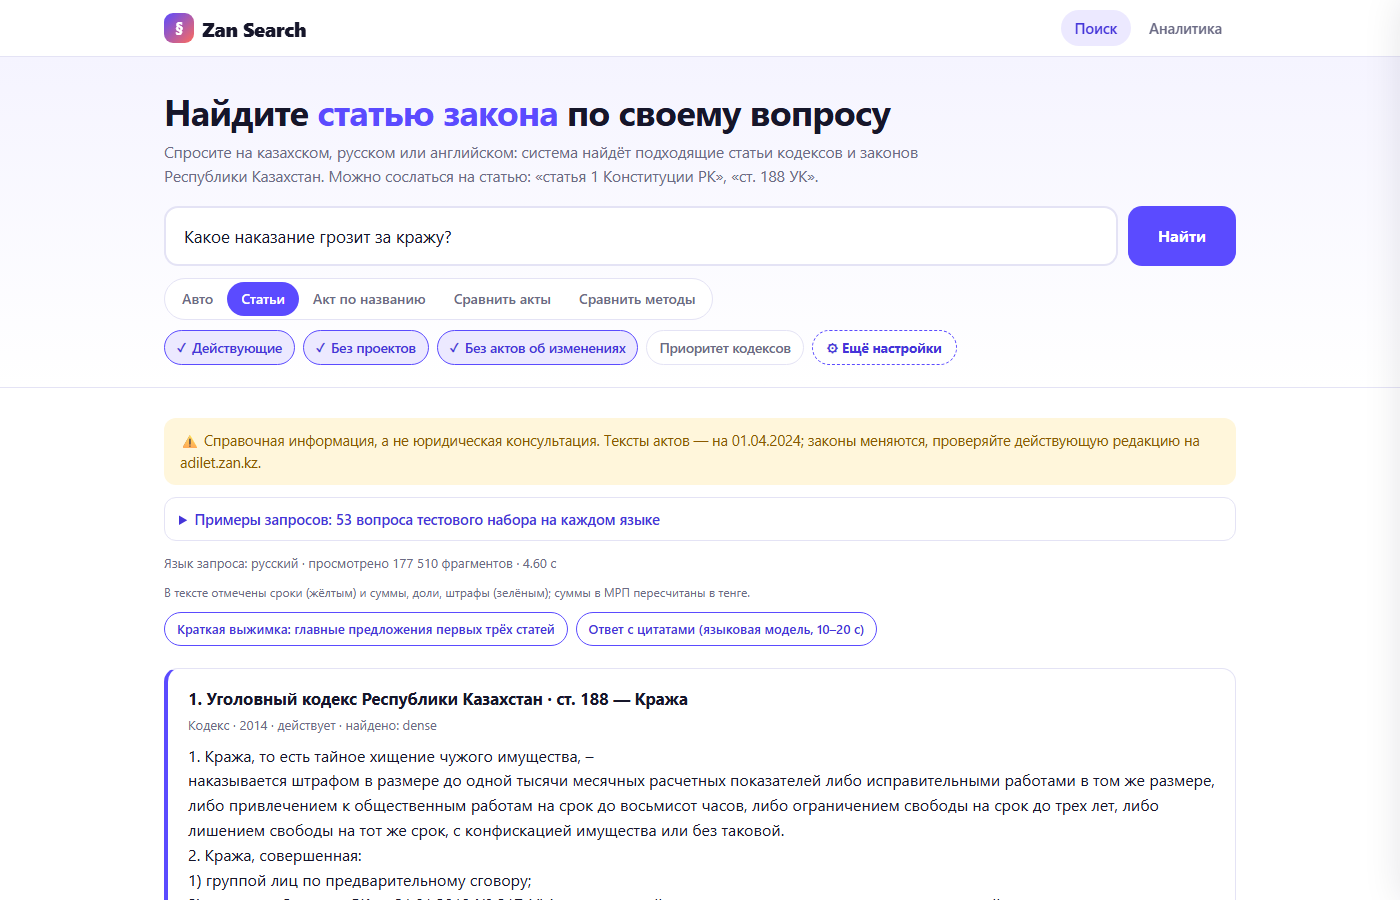 § Zan Search
Поиск Аналитика
Найдите статью закона по своему вопросу
Спросите на казахском, русском или английском: система найдёт подходящие статьи кодексов и законов
Республики Казахстан. Можно сослаться на статью: «статья 1 Конституции РК», «ст. 188 УК».
Какое наказание грозит за кражу?
Найти
Авто Статьи Акт по названию Сравнить акты Сравнить методы
✓ Действующие ✓ Без проектов ✓ Без актов об изменениях Приоритет кодексов ⚙ Ещё настройки
⚠ Справочная информация, а не юридическая консультация. Тексты актов — на 01.04.2024; законы меняются, проверяйте действующую редакцию на
adilet.zan.kz.
▶ Примеры запросов: 53 вопроса тестового набора на каждом языке
Язык запроса: русский · просмотрено 177 510 фрагментов · 4.60 с
В тексте отмечены сроки (жёлтым) и суммы, доли, штрафы (зелёным); суммы в МРП пересчитаны в тенге.
Краткая выжимка: главные предложения первых трёх статей
Ответ с цитатами (языковая модель, 10–20 с)
1. Уголовный кодекс Республики Казахстан · ст. 188 — Кража
Кодекс · 2014 · действует · найдено: dense
1. Кража, то есть тайное хищение чужого имущества, –
наказывается штрафом в размере до одной тысячи месячных расчетных показателей либо исправительными работами в том же размере,
либо привлечением к общественным работам на срок до восьмисот часов, либо ограничением свободы на срок до трех лет, либо
лишением свободы на тот же срок, с конфискацией имущества или без таковой.
2. Кража, совершенная:
1) группой лиц по предварительному сговору;